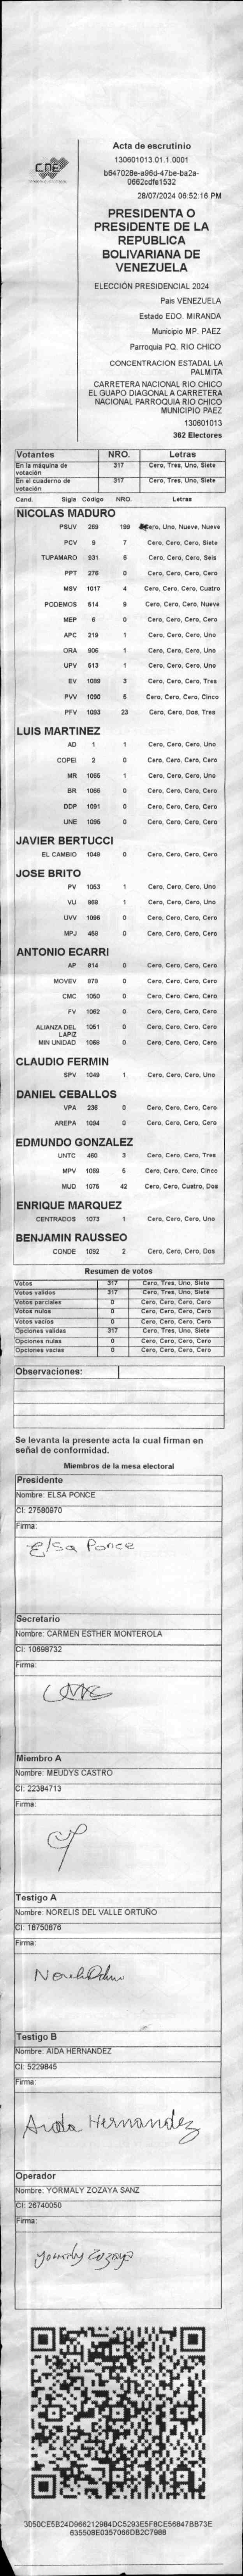 CNE
Acta de escrutinio
130601013.01.1.0001
b647028e-a96d-47be-ba2a-
0662cdfe1532
28/07/2024 06:52:16 PM
PRESIDENTA O
PRESIDENTE DE LA
REPUBLICA
BOLIVARIANA DE
VENEZUELA
ELECCIÓN PRESIDENCIAL 2024
Pais VENEZUELA
Estado EDO. MIRANDA
Municipio MP. PAEZ
Parroquia PQ. RIO CHICO
CONCENTRACION ESTADAL LA
PALMITA
CARRETERA NACIONAL RIO CHICO
EL GUAPO DIAGONAL A CARRETERA
NACIONAL PARROQUIA RIO CHICO
MUNICIPIO PAEZ
130601013
362 Electores
Votantes NRO. Letras
En la máquina de votación 317 Cero, Tres, Uno, Siete
En el cuaderno de votación 317 Cero, Tres, Uno, Siete
Cand. Sigla Código NRO. Letras
NICOLAS MADURO
PSUV 269 199 Cero, Uno, Nueve, Nueve
PCV 9 7 Cero, Cero, Cero, Siete
TUPAMARO 931 6 Cero, Cero, Cero, Seis
PPT 276 0 Cero, Cero, Cero, Cero
MSV 1017 4 Cero, Cero, Cero, Cuatro
PODEMOS 514 9 Cero, Cero, Cero, Nueve
MEP 6 0 Cero, Cero, Cero, Cero
APC 219 1 Cero, Cero, Cero, Uno
ORA 906 1 Cero, Cero, Cero, Uno
UPV 513 1 Cero, Cero, Cero, Uno
EV 1089 3 Cero, Cero, Cero, Tres
PVV 1090 5 Cero, Cero, Cero, Cinco
PFV 1093 23 Cero, Cero, Dos, Tres
LUIS MARTINEZ
AD 1 1 Cero, Cero, Cero, Uno
COPEI 2 0 Cero, Cero, Cero, Cero
MR 1065 1 Cero, Cero, Cero, Uno
BR 1066 0 Cero, Cero, Cero, Cero
DDP 1091 0 Cero, Cero, Cero, Cero
UNE 1095 0 Cero, Cero, Cero, Cero
JAVIER BERTUCCI
EL CAMBIO 1048 0 Cero, Cero, Cero, Cero
JOSE BRITO
PV 1053 1 Cero, Cero, Cero, Uno
VU 868 1 Cero, Cero, Cero, Uno
UVV 1096 0 Cero, Cero, Cero, Cero
MPJ 459 0 Cero, Cero, Cero, Cero
ANTONIO ECARRI
AP 814 0 Cero, Cero, Cero, Cero
MOVEV 878 0 Cero, Cero, Cero, Cero
CMC 1050 0 Cero, Cero, Cero, Cero
FV 1062 0 Cero, Cero, Cero, Cero
ALIANZA DEL LAPIZ 1051 0 Cero, Cero, Cero, Cero
MIN UNIDAD 1068 0 Cero, Cero, Cero, Cero
CLAUDIO FERMIN
SPV 1049 1 Cero, Cero, Cero, Uno
DANIEL CEBALLOS
VPA 236 0 Cero, Cero, Cero, Cero
AREPA 1094 0 Cero, Cero, Cero, Cero
EDMUNDO GONZALEZ
UNTC 460 3 Cero, Cero, Cero, Tres
MPV 1069 5 Cero, Cero, Cero, Cinco
MUD 1075 42 Cero, Cero, Cuatro, Dos
ENRIQUE MARQUEZ
CENTRADOS 1073 1 Cero, Cero, Cero, Uno
BENJAMIN RAUSSEO
CONDE 1092 2 Cero, Cero, Cero, Dos
Resumen de votos
Votos 317 Cero, Tres, Uno, Siete
Votos validos 317 Cero, Tres, Uno, Siete
Votos parciales 0 Cero, Cero, Cero, Cero
Votos nulos 0 Cero, Cero, Cero, Cero
Votos vacios 0 Cero, Cero, Cero, Cero
Opciones validas 317 Cero, Tres, Uno, Siete
Opciones nulas 0 Cero, Cero, Cero, Cero
Opciones vacias 0 Cero, Cero, Cero, Cero
Observaciones:
Se levanta la presente acta la cual firman en
señal de conformidad.
Miembros de la mesa electoral
Presidente
Nombre: ELSA PONCE
CI: 27580970
Firma:
Elsa Ponce
Secretario
Nombre: CARMEN ESTHER MONTEROLA
CI: 10698732
Firma:
Miembro A
Nombre: MEUDYS CASTRO
CI: 22384713
Firma:
Testigo A
Nombre: NORELIS DEL VALLE ORTUÑO
CI: 18750876
Firma:
Testigo B
Nombre: AIDA HERNANDEZ
CI: 5229845
Firma:
Aida Hernandez
Operador
Nombre: YORMALY ZOZAYA SANZ
CI: 26740050
Firma:
Yormaly Zozaya
3050CE5B24D966212984DC5293E5F8CE56847BB73E
635508E0357066DB2C7988